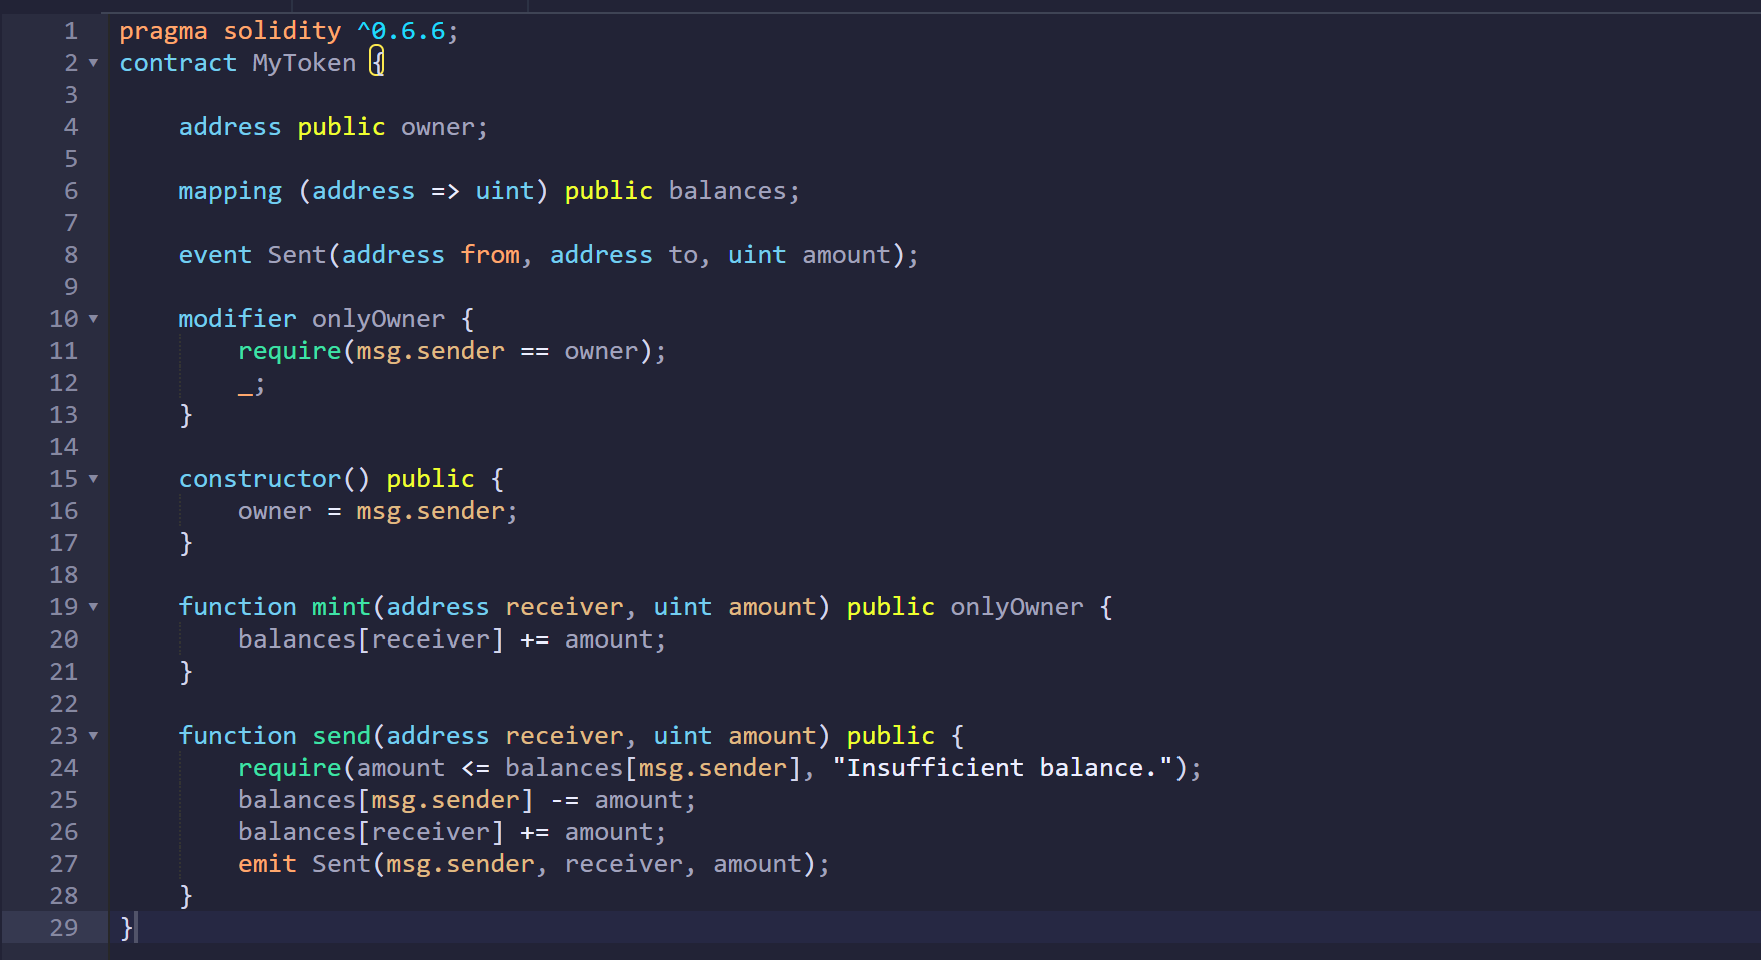 1 pragma solidity ^0.6.6;
2 contract MyToken {
3
4 address public owner;
5
6 mapping (address => uint) public balances;
7
8 event Sent(address from, address to, uint amount);
9
10 modifier onlyOwner {
11 require(msg.sender == owner);
12 _;
13 }
14
15 constructor() public {
16 owner = msg.sender;
17 }
18
19 function mint(address receiver, uint amount) public onlyOwner {
20 balances[receiver] += amount;
21 }
22
23 function send(address receiver, uint amount) public {
24 require(amount <= balances[msg.sender], "Insufficient balance.");
25 balances[msg.sender] -= amount;
26 balances[receiver] += amount;
27 emit Sent(msg.sender, receiver, amount);
28 }
29 }